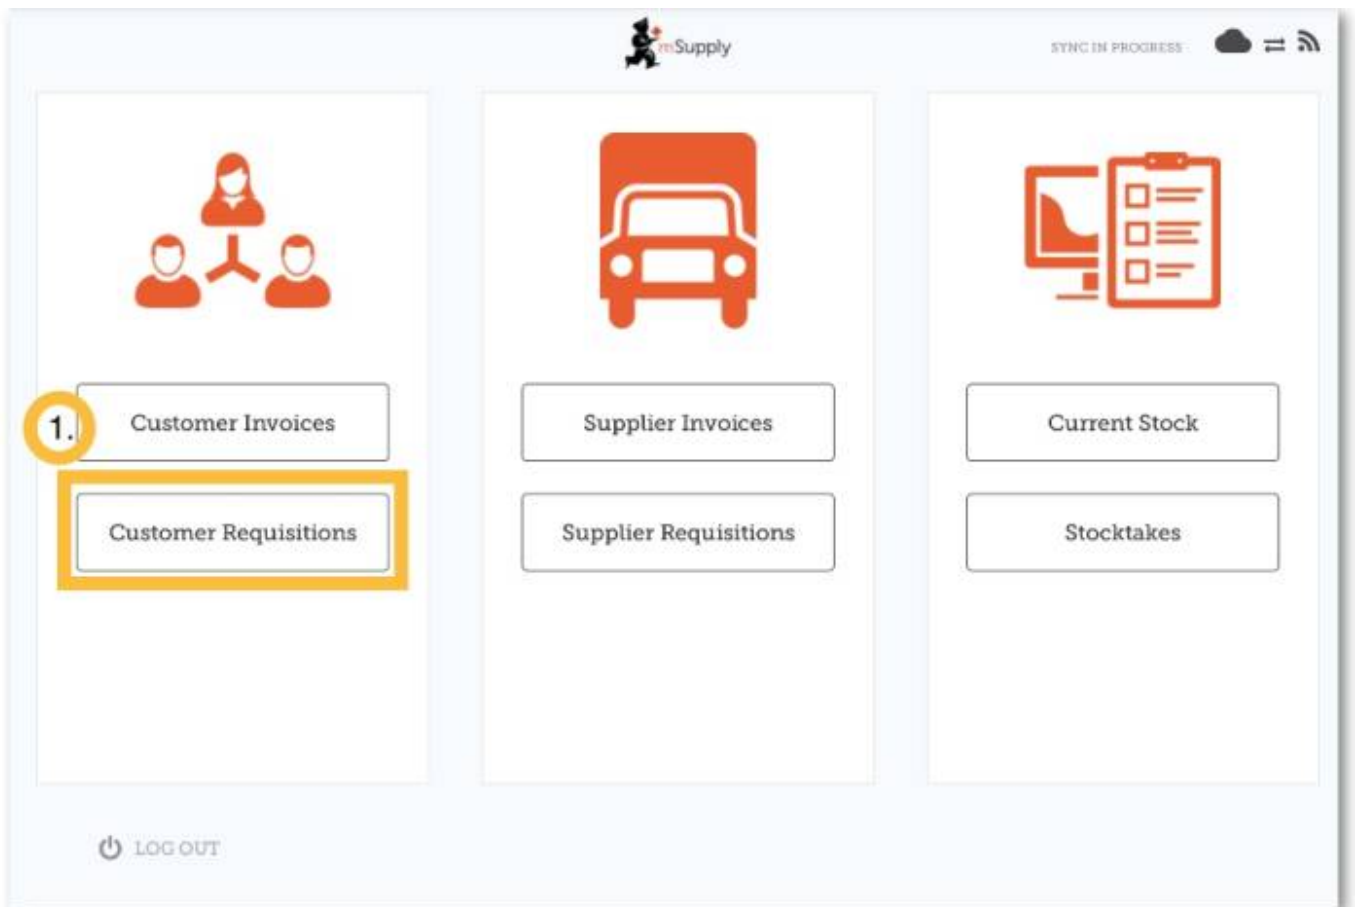 mSupply
SYNC IN PROGRESS
1.
Customer Invoices
Customer Requisitions
Supplier Invoices
Supplier Requisitions
Current Stock
Stocktakes
LOG OUT